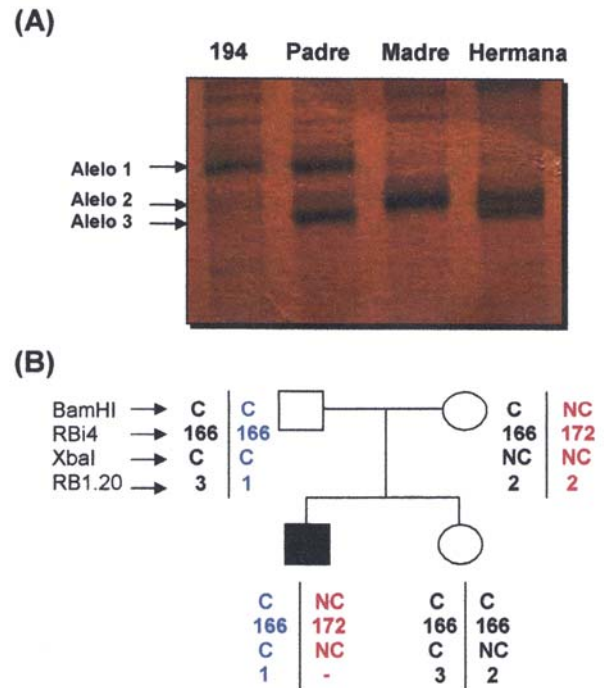 (A)
194 Padre Madre Hermana
Alelo 1
Alelo 2
Alelo 3
(B)
BamHI C C C NC
RBi4 166 166 166 172
XbaI C C NC NC
RB1.20 3 1 2 2
C NC C C
166 172 166 166
C NC C NC
1 - 3 2